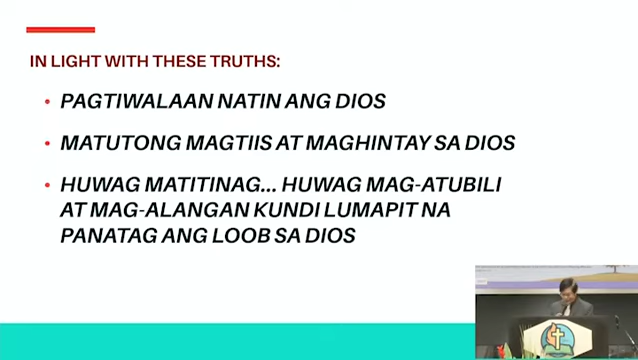 IN LIGHT WITH THESE TRUTHS:
• PAGTIWALAAN NATIN ANG DIOS
• MATUTONG MAGTIIS AT MAGHINTAY SA DIOS
• HUWAG MATITINAG... HUWAG MAG-ATUBILI
AT MAG-ALANGAN KUNDI LUMAPIT NA
PANATAG ANG LOOB SA DIOS